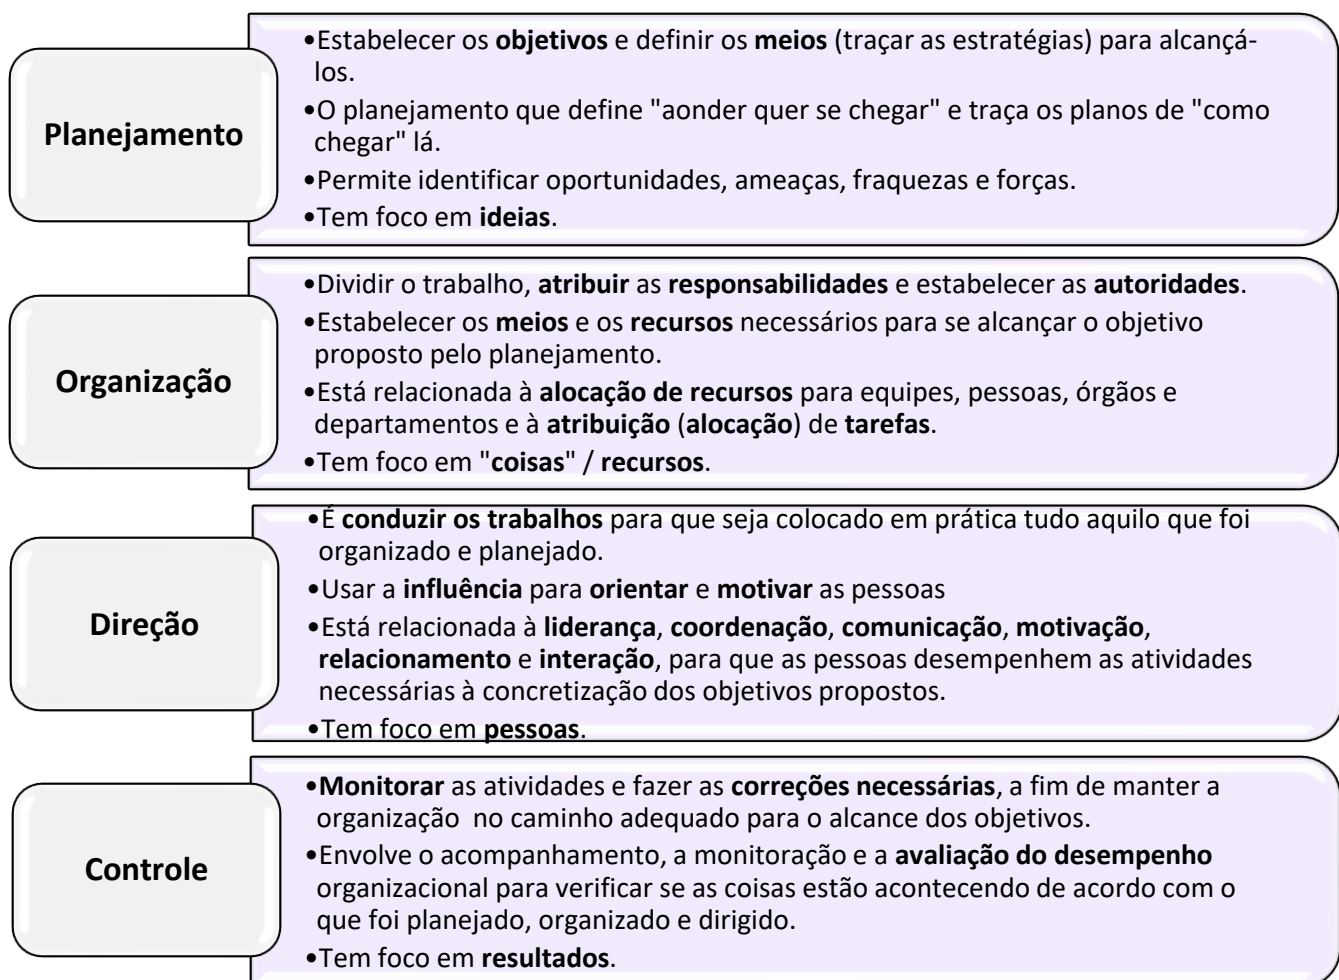 Planejamento
•Estabelecer os objetivos e definir os meios (traçar as estratégias) para alcançá-
los.
•O planejamento que define "aonder quer se chegar" e traça os planos de "como
chegar" lá.
•Permite identificar oportunidades, ameaças, fraquezas e forças.
•Tem foco em ideias.
Organização
•Dividir o trabalho, atribuir as responsabilidades e estabelecer as autoridades.
•Estabelecer os meios e os recursos necessários para se alcançar o objetivo
proposto pelo planejamento.
•Está relacionada à alocação de recursos para equipes, pessoas, órgãos e
departamentos e à atribuição (alocação) de tarefas.
•Tem foco em "coisas" / recursos.
Direção
•É conduzir os trabalhos para que seja colocado em prática tudo aquilo que foi
organizado e planejado.
•Usar a influência para orientar e motivar as pessoas
•Está relacionada à liderança, coordenação, comunicação, motivação,
relacionamento e interação, para que as pessoas desempenhem as atividades
necessárias à concretização dos objetivos propostos.
•Tem foco em pessoas.
Controle
•Monitorar as atividades e fazer as correções necessárias, a fim de manter a
organização no caminho adequado para o alcance dos objetivos.
•Envolve o acompanhamento, a monitoração e a avaliação do desempenho
organizacional para verificar se as coisas estão acontecendo de acordo com o
que foi planejado, organizado e dirigido.
•Tem foco em resultados.